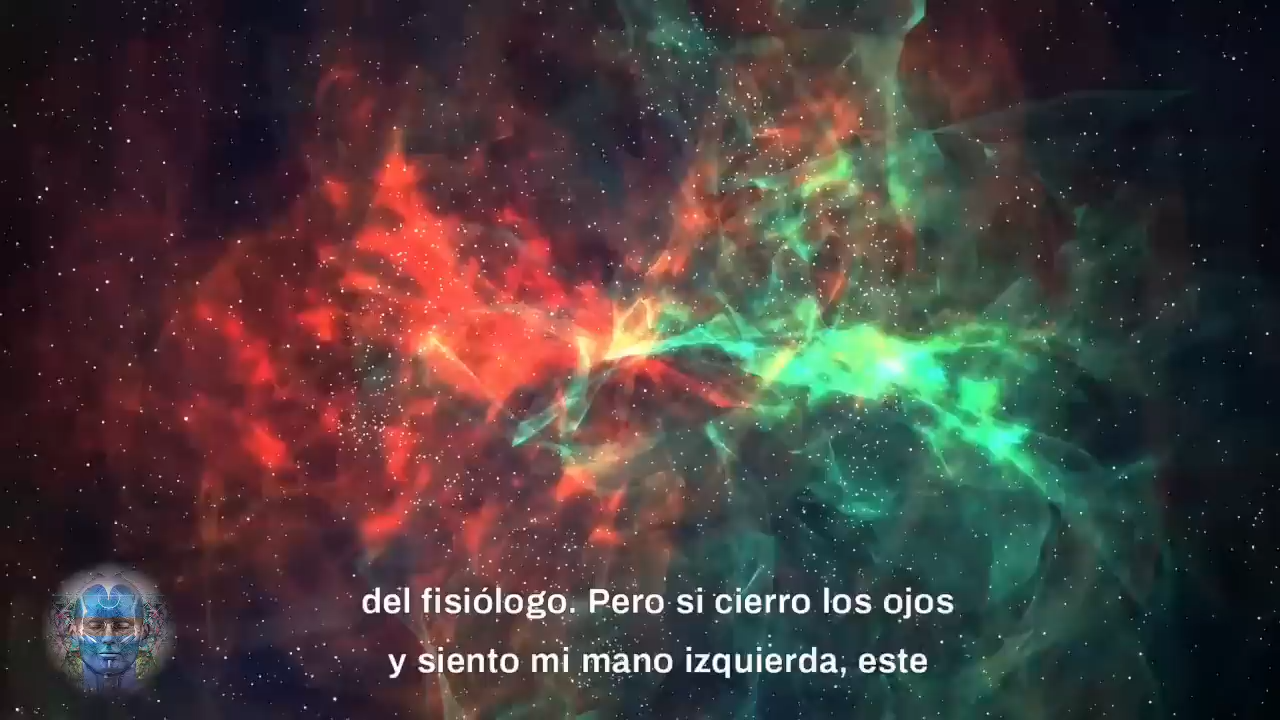 del fisiólogo. Pero si cierro los ojos
y siento mi mano izquierda, este